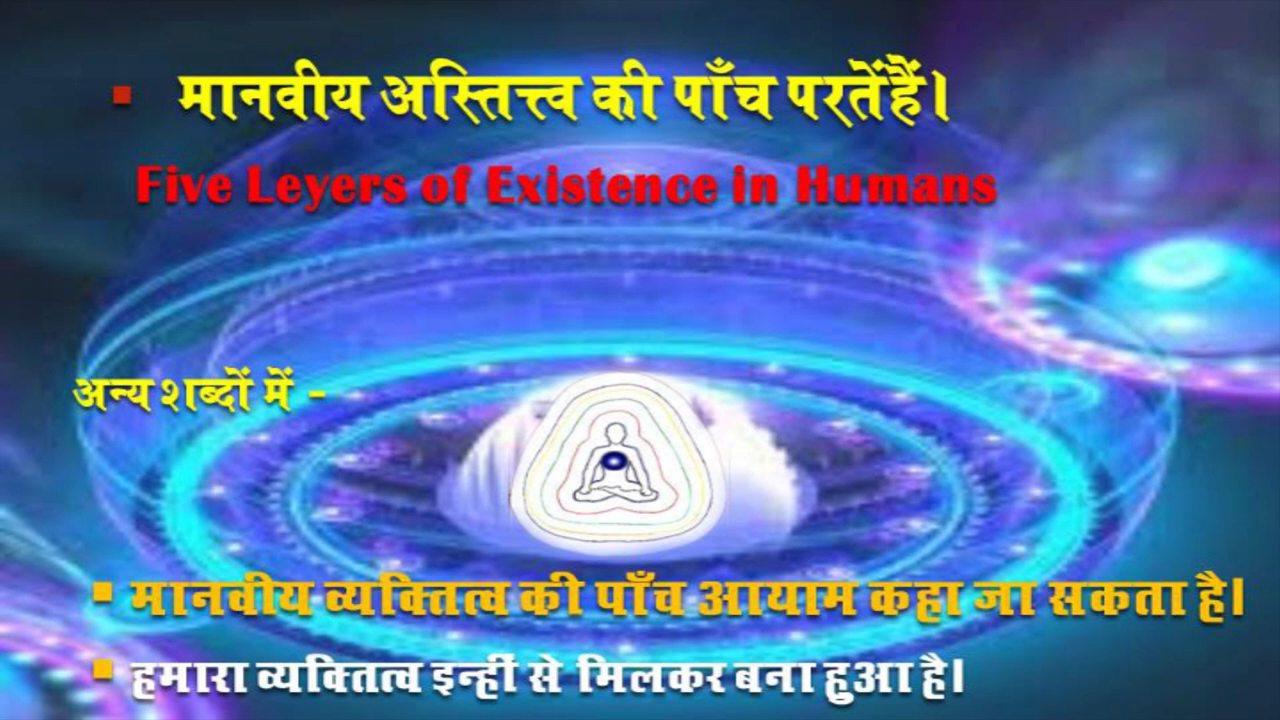 ▪ मानवीय अस्तित्त्व की पाँच परतेंहैं।
Five Leyers of Existence in Humans
अन्य शब्दों में -
▪ मानवीय व्यक्तित्व की पाँच आयाम कहा जा सकता है।
▪ हमारा व्यक्तित्व इन्हीं से मिलकर बना हुआ है।